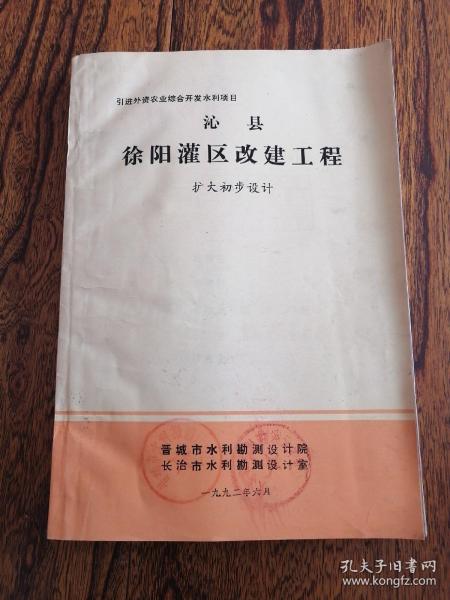 引进外资农业综合开发水利项目
沁县
徐阳灌区改建工程
扩大初步设计
晋城市水利勘测设计院
长治市水利勘测设计室
一九九二年六月
孔夫子旧书网
www.kongfz.com